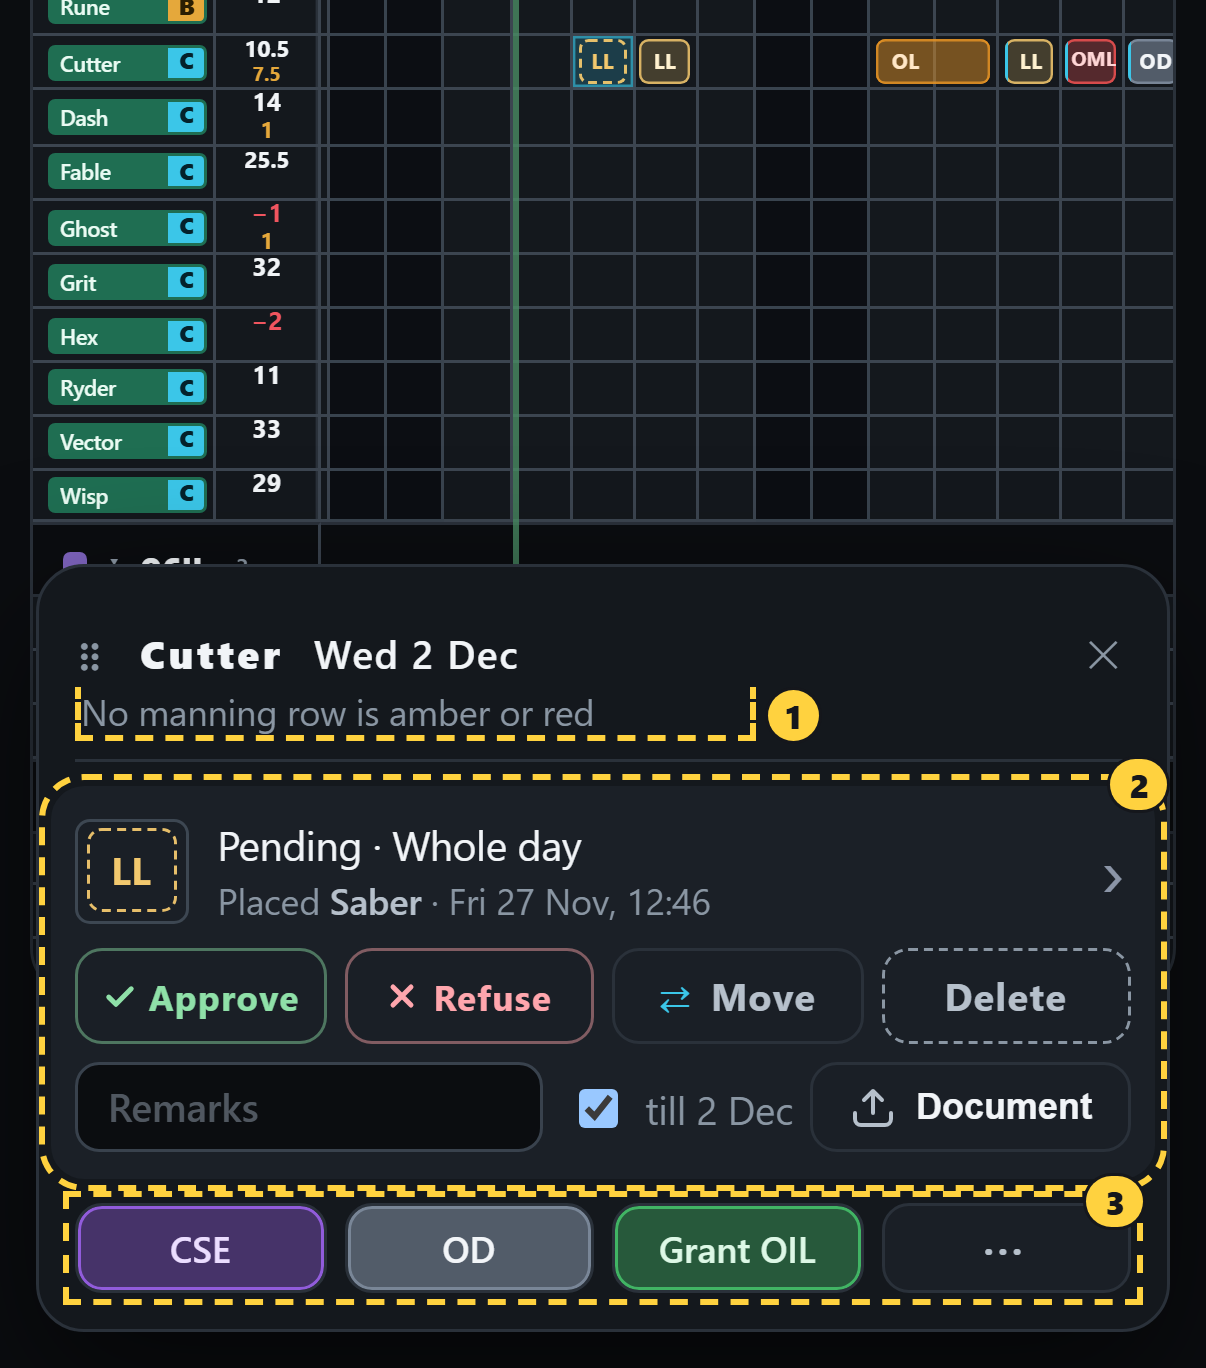 Rune B 12
Cutter C 10.5 LL LL OL LL OML OD
7.5
Dash C 14
1
Fable C 25.5
Ghost C −1
1
Grit C 32
Hex C −2
Ryder C 11
Vector C 33
Wisp C 29
Cutter Wed 2 Dec
No manning row is amber or red 1
2
LL Pending · Whole day
Placed Saber · Fri 27 Nov, 12:46
Approve Refuse Move Delete
Remarks till 2 Dec Document
3
CSE OD Grant OIL ...